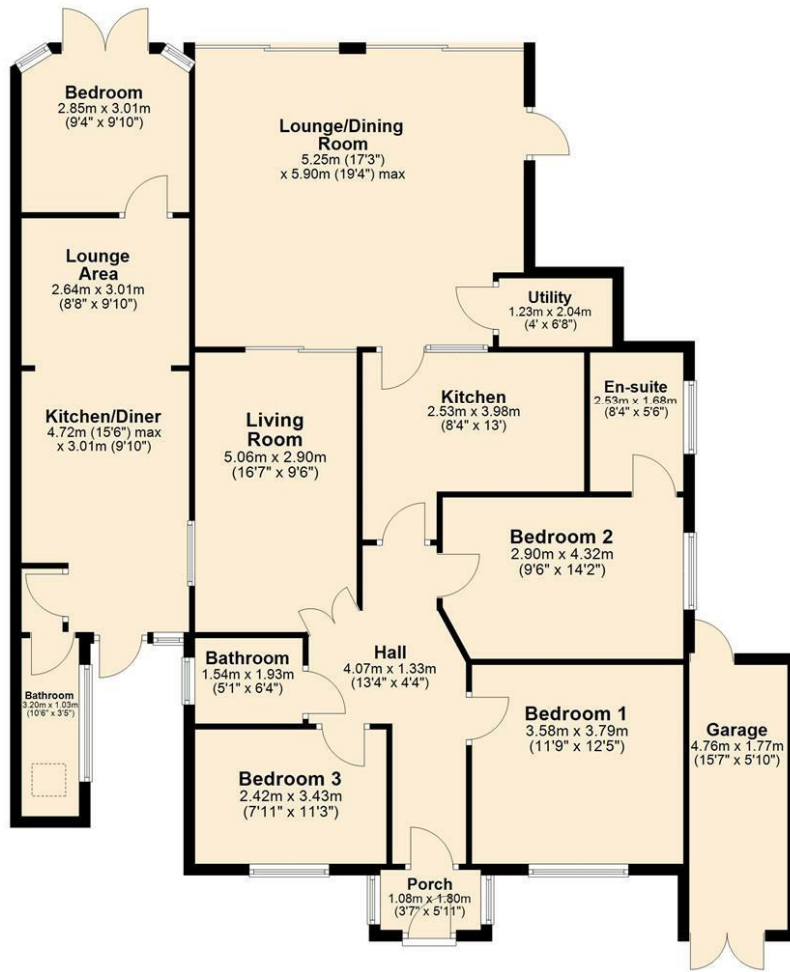 Bedroom
2.85m x 3.01m
(9'4" x 9'10")
Lounge/Dining
Room
5.25m (17'3")
x 5.90m (19'4") max
Lounge
Area
2.64m x 3.01m
(8'8" x 9'10")
Utility
1.23m x 2.04m
(4' x 6'8")
Kitchen/Diner
4.72m (15'6") max
x 3.01m (9'10")
Living
Room
5.06m x 2.90m
(16'7" x 9'6")
Kitchen
2.53m x 3.98m
(8'4" x 13')
En-suite
2.53m x 1.68m
(8'4" x 5'6")
Bedroom 2
2.90m x 4.32m
(9'6" x 14'2")
Hall
4.07m x 1.33m
(13'4" x 4'4")
Bathroom
1.54m x 1.93m
(5'1" x 6'4")
Bathroom
3.20m x 1.03m
(10'6" x 3'5")
Bedroom 1
3.58m x 3.79m
(11'9" x 12'5")
Garage
4.76m x 1.77m
(15'7" x 5'10")
Bedroom 3
2.42m x 3.43m
(7'11" x 11'3")
Porch
1.08m x 1.80m
(3'7" x 5'11")